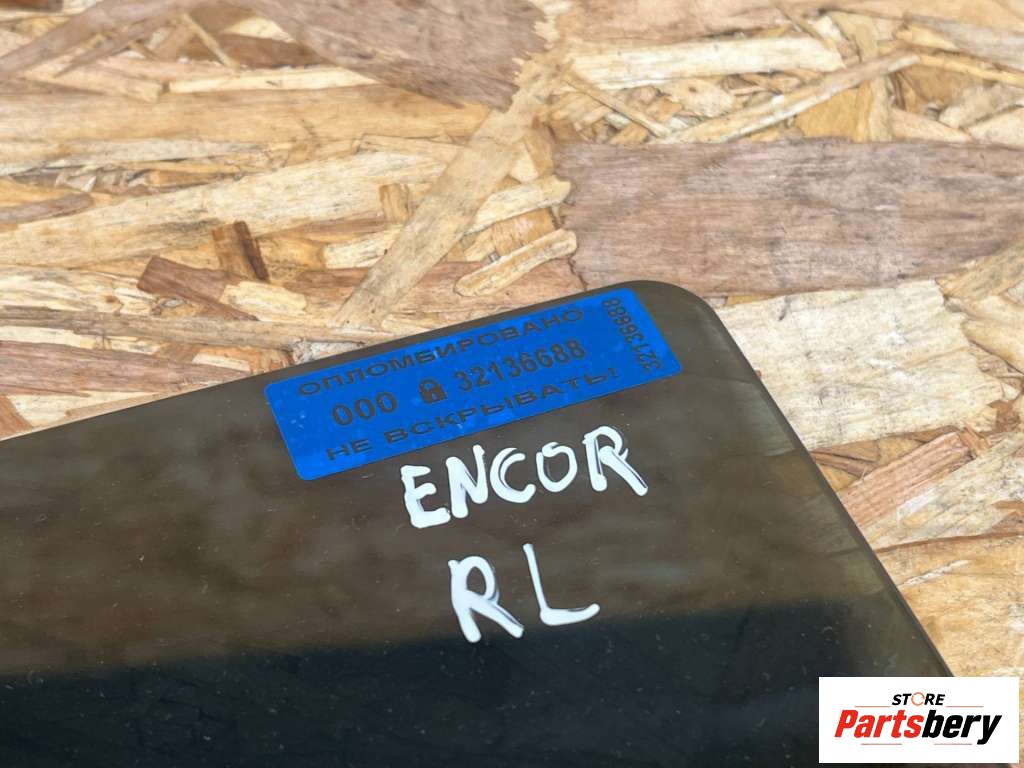 ОПЛОМБИРОВАНО
000 32136688
НЕ ВСКРЫВАТЬ!
32136688
ENCOR
RL
STORE
Partsbery